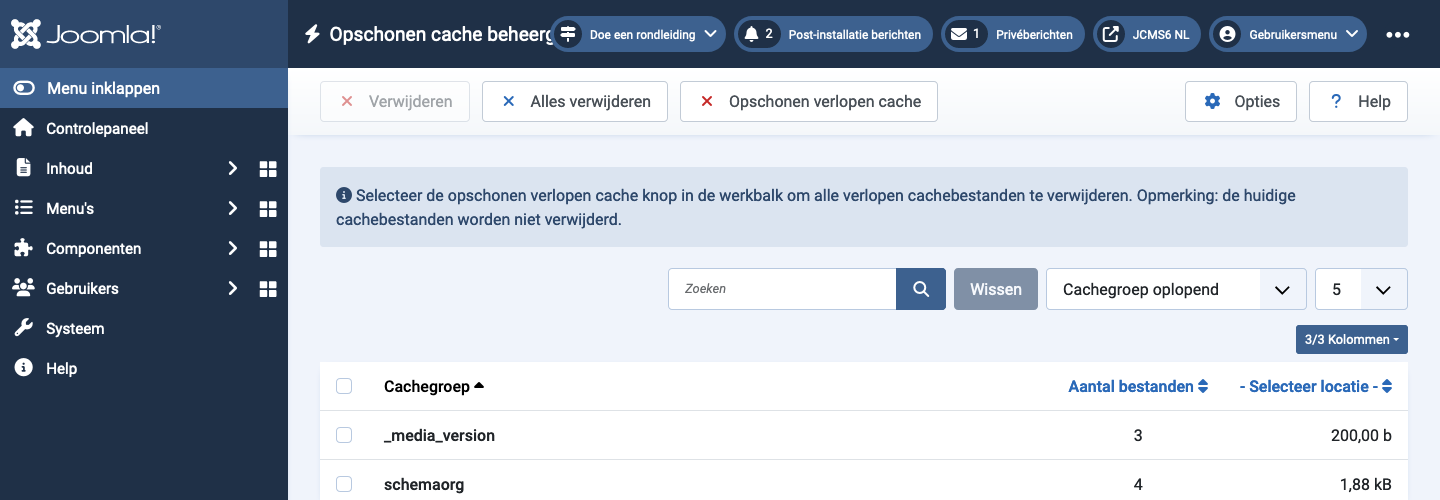 Joomla!®
Opschonen cache beheerg
Doe een rondleiding
2 Post-installatie berichten
1 Privéberichten
JCMS6 NL
Gebruikersmenu
Menu inklappen
Verwijderen
Alles verwijderen
Opschonen verlopen cache
Opties
? Help
Controlepaneel
Inhoud
Menu's
Componenten
Gebruikers
Systeem
Help
Selecteer de opschonen verlopen cache knop in de werkbalk om alle verlopen cachebestanden te verwijderen. Opmerking: de huidige
cachebestanden worden niet verwijderd.
Zoeken
Wissen
Cachegroep oplopend
5
3/3 Kolommen
Cachegroep Aantal bestanden - Selecteer locatie -
_media_version 3 200,00 b
schemaorg 4 1,88 kB